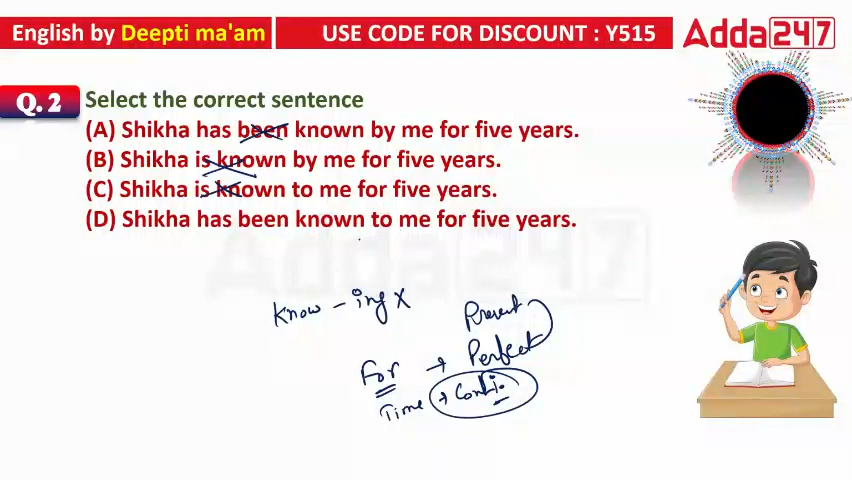 English by Deepti ma'am
USE CODE FOR DISCOUNT : Y515
Adda247
Q. 2
Select the correct sentence
(A) Shikha has been known by me for five years.
(B) Shikha is known by me for five years.
(C) Shikha is known to me for five years.
(D) Shikha has been known to me for five years.
Adda247
Know - ing X
Present
Perfect
For →
Time → Conti.